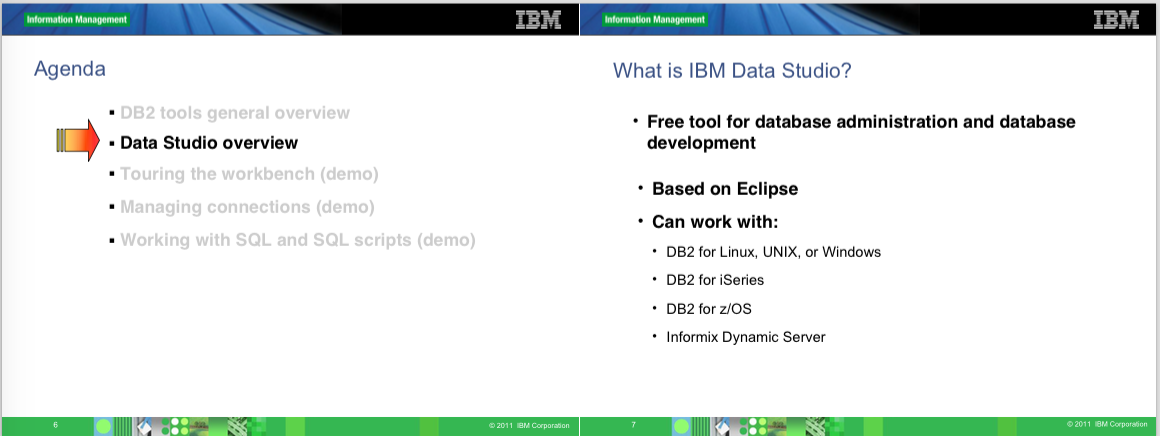 Information Management
IBM
Agenda
▪ DB2 tools general overview
▪ Data Studio overview
▪ Touring the workbench (demo)
▪ Managing connections (demo)
▪ Working with SQL and SQL scripts (demo)
6
© 2011 IBM Corporation
Information Management
IBM
What is IBM Data Studio?
• Free tool for database administration and database
development
• Based on Eclipse
• Can work with:
• DB2 for Linux, UNIX, or Windows
• DB2 for iSeries
• DB2 for z/OS
• Informix Dynamic Server
7
© 2011 IBM Corporation